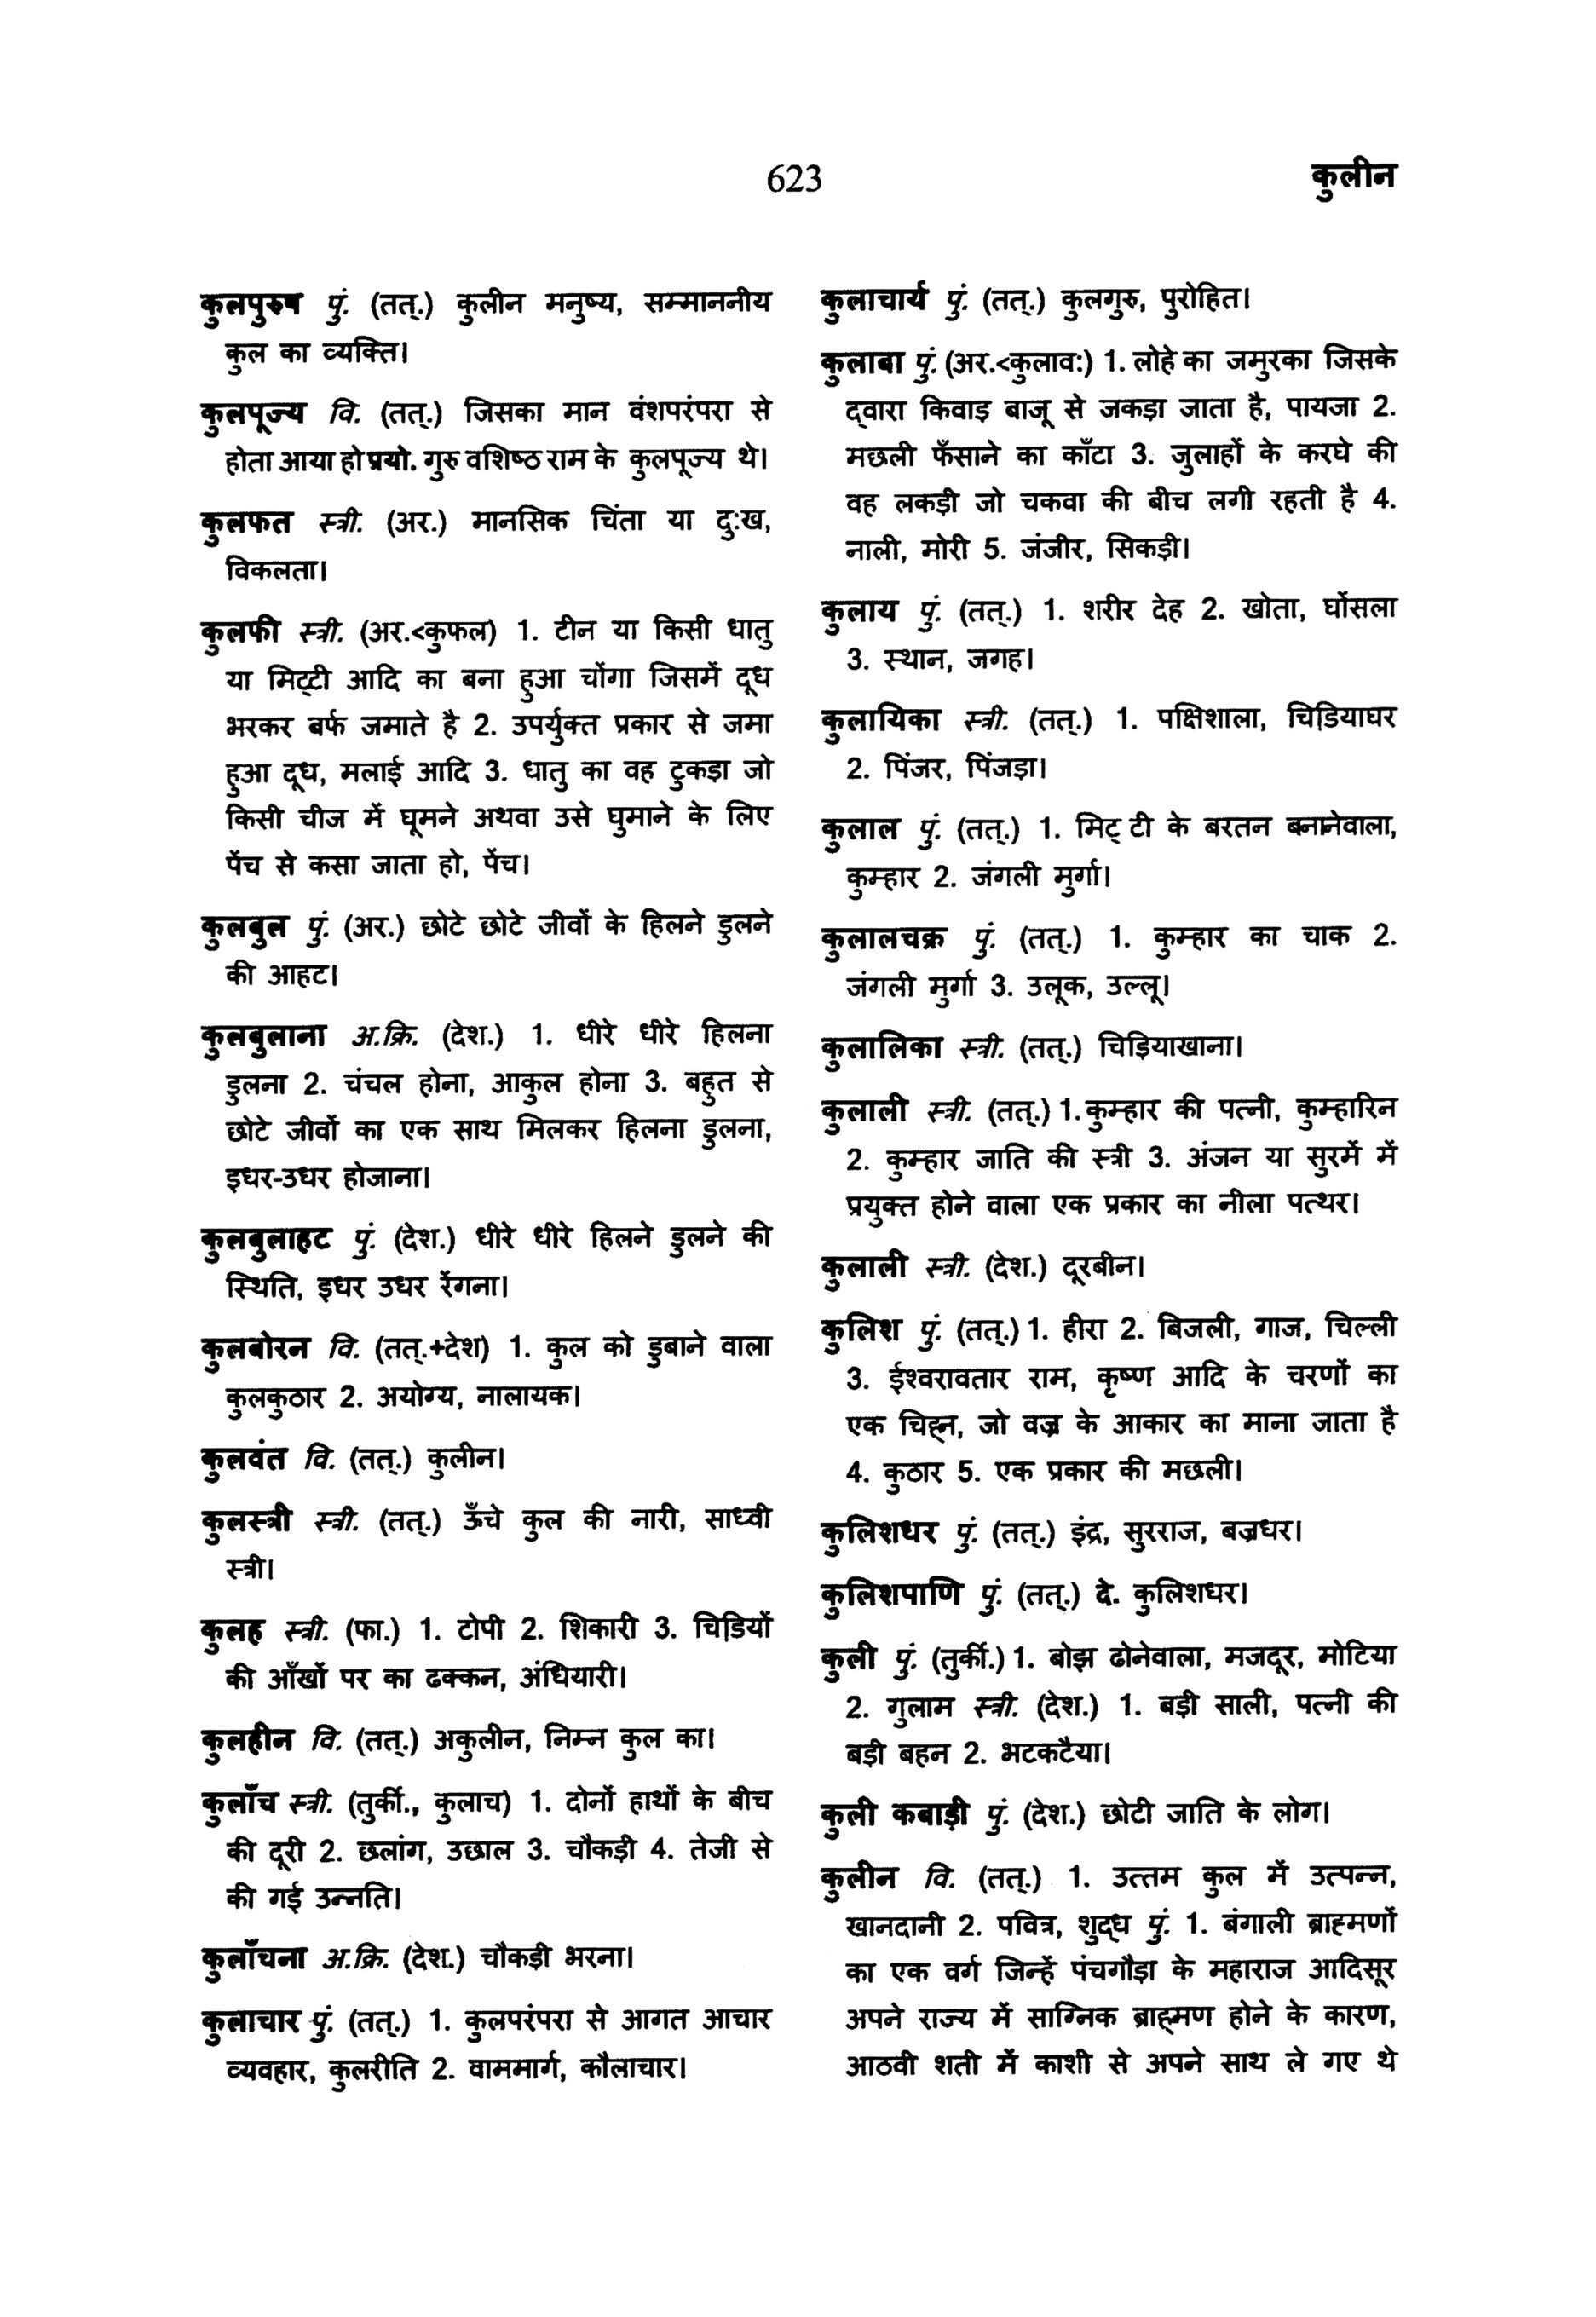 623
कुलीन
कुलपुरुष पुं. (तत्.) कुलीन मनुष्य, सम्माननीय
कुल का व्यक्ति।
कुलपूज्य वि. (तत्.) जिसका मान वंशपरंपरा से
होता आया हो प्रयो. गुरु वशिष्ठ राम के कुलपूज्य थे।
कुलफत स्त्री. (अर.) मानसिक चिंता या दु:ख,
विकलता।
कुलफी स्त्री. (अर.<कुफल) 1. टीन या किसी धातु
या मिट्टी आदि का बना हुआ चोंगा जिसमें दूध
भरकर बर्फ जमाते है 2. उपर्युक्त प्रकार से जमा
हुआ दूध, मलाई आदि 3. धातु का वह टुकड़ा जो
किसी चीज में घूमने अथवा उसे घुमाने के लिए
पेंच से कसा जाता हो, पेंच।
कुलबुल पुं. (अर.) छोटे छोटे जीवों के हिलने डुलने
की आहट।
कुलबुलाना अ.क्रि. (देश.) 1. धीरे धीरे हिलना
डुलना 2. चंचल होना, आकुल होना 3. बहुत से
छोटे जीवों का एक साथ मिलकर हिलना डुलना,
इधर-उधर होजाना।
कुलबुलाहट पुं. (देश.) धीरे धीरे हिलने डुलने की
स्थिति, इधर उधर रेंगना।
कुलबोरन वि. (तत्.+देश) 1. कुल को डुबाने वाला
कुलकुठार 2. अयोग्य, नालायक।
कुलवंत वि. (तत्.) कुलीन।
कुलस्त्री स्त्री. (तत्.) ऊँचे कुल की नारी, साध्वी
स्त्री।
कुलह स्त्री. (फा.) 1. टोपी 2. शिकारी 3. चिडियों
की आँखों पर का ढक्कन, अंधियारी।
कुलहीन वि. (तत्.) अकुलीन, निम्न कुल का।
कुलाँच स्त्री. (तुर्की., कुलाच) 1. दोनों हाथों के बीच
की दूरी 2. छलांग, उछाल 3. चौकड़ी 4. तेजी से
की गई उन्नति।
कुलाँचना अ.क्रि. (देश.) चौकड़ी भरना।
कुलाचार पुं. (तत्.) 1. कुलपरंपरा से आगत आचार
व्यवहार, कुलरीति 2. वाममार्ग, कौलाचार।
कुलाचार्य पुं. (तत्.) कुलगुरु, पुरोहित।
कुलाबा पुं. (अर.<कुलाव:) 1. लोहे का जमुरका जिसके
द्वारा किवाड़ बाजू से जकड़ा जाता है, पायजा 2.
मछली फँसाने का काँटा 3. जुलाहों के करघे की
वह लकड़ी जो चकवा की बीच लगी रहती है 4.
नाली, मोरी 5. जंजीर, सिकड़ी।
कुलाय पुं. (तत्.) 1. शरीर देह 2. खोता, घोंसला
3. स्थान, जगह।
कुलायिका स्त्री. (तत्.) 1. पक्षिशाला, चिडियाघर
2. पिंजर, पिंजड़ा।
कुलाल पुं. (तत्.) 1. मिट्टी के बरतन बनानेवाला,
कुम्हार 2. जंगली मुर्गा।
कुलालचक्र पुं. (तत्.) 1. कुम्हार का चाक 2.
जंगली मुर्गा 3. उलूक, उल्लू।
कुलालिका स्त्री. (तत्.) चिड़ियाखाना।
कुलाली स्त्री. (तत्.) 1. कुम्हार की पत्नी, कुम्हारिन
2. कुम्हार जाति की स्त्री 3. अंजन या सुरमें में
प्रयुक्त होने वाला एक प्रकार का नीला पत्थर।
कुलाली स्त्री. (देश.) दूरबीन।
कुलिश पुं. (तत्.) 1. हीरा 2. बिजली, गाज, चिल्ली
3. ईश्वरावतार राम, कृष्ण आदि के चरणों का
एक चिह्न, जो वज्र के आकार का माना जाता है
4. कुठार 5. एक प्रकार की मछली।
कुलिशधर पुं. (तत्.) इंद्र, सुरराज, बज्रधर।
कुलिशपाणि पुं. (तत्.) दे. कुलिशधर।
कुली पुं. (तुर्की.) 1. बोझ ढोनेवाला, मजदूर, मोटिया
2. गुलाम स्त्री. (देश.) 1. बड़ी साली, पत्नी की
बड़ी बहन 2. भटकटैया।
कुली कबाड़ी पुं. (देश.) छोटी जाति के लोग।
कुलीन वि. (तत्.) 1. उत्तम कुल में उत्पन्न,
खानदानी 2. पवित्र, शुद्ध पुं. 1. बंगाली ब्राह्मणों
का एक वर्ग जिन्हें पंचगौड़ा के महाराज आदिसूर
अपने राज्य में साग्निक ब्राह्मण होने के कारण,
आठवी शती में काशी से अपने साथ ले गए थे